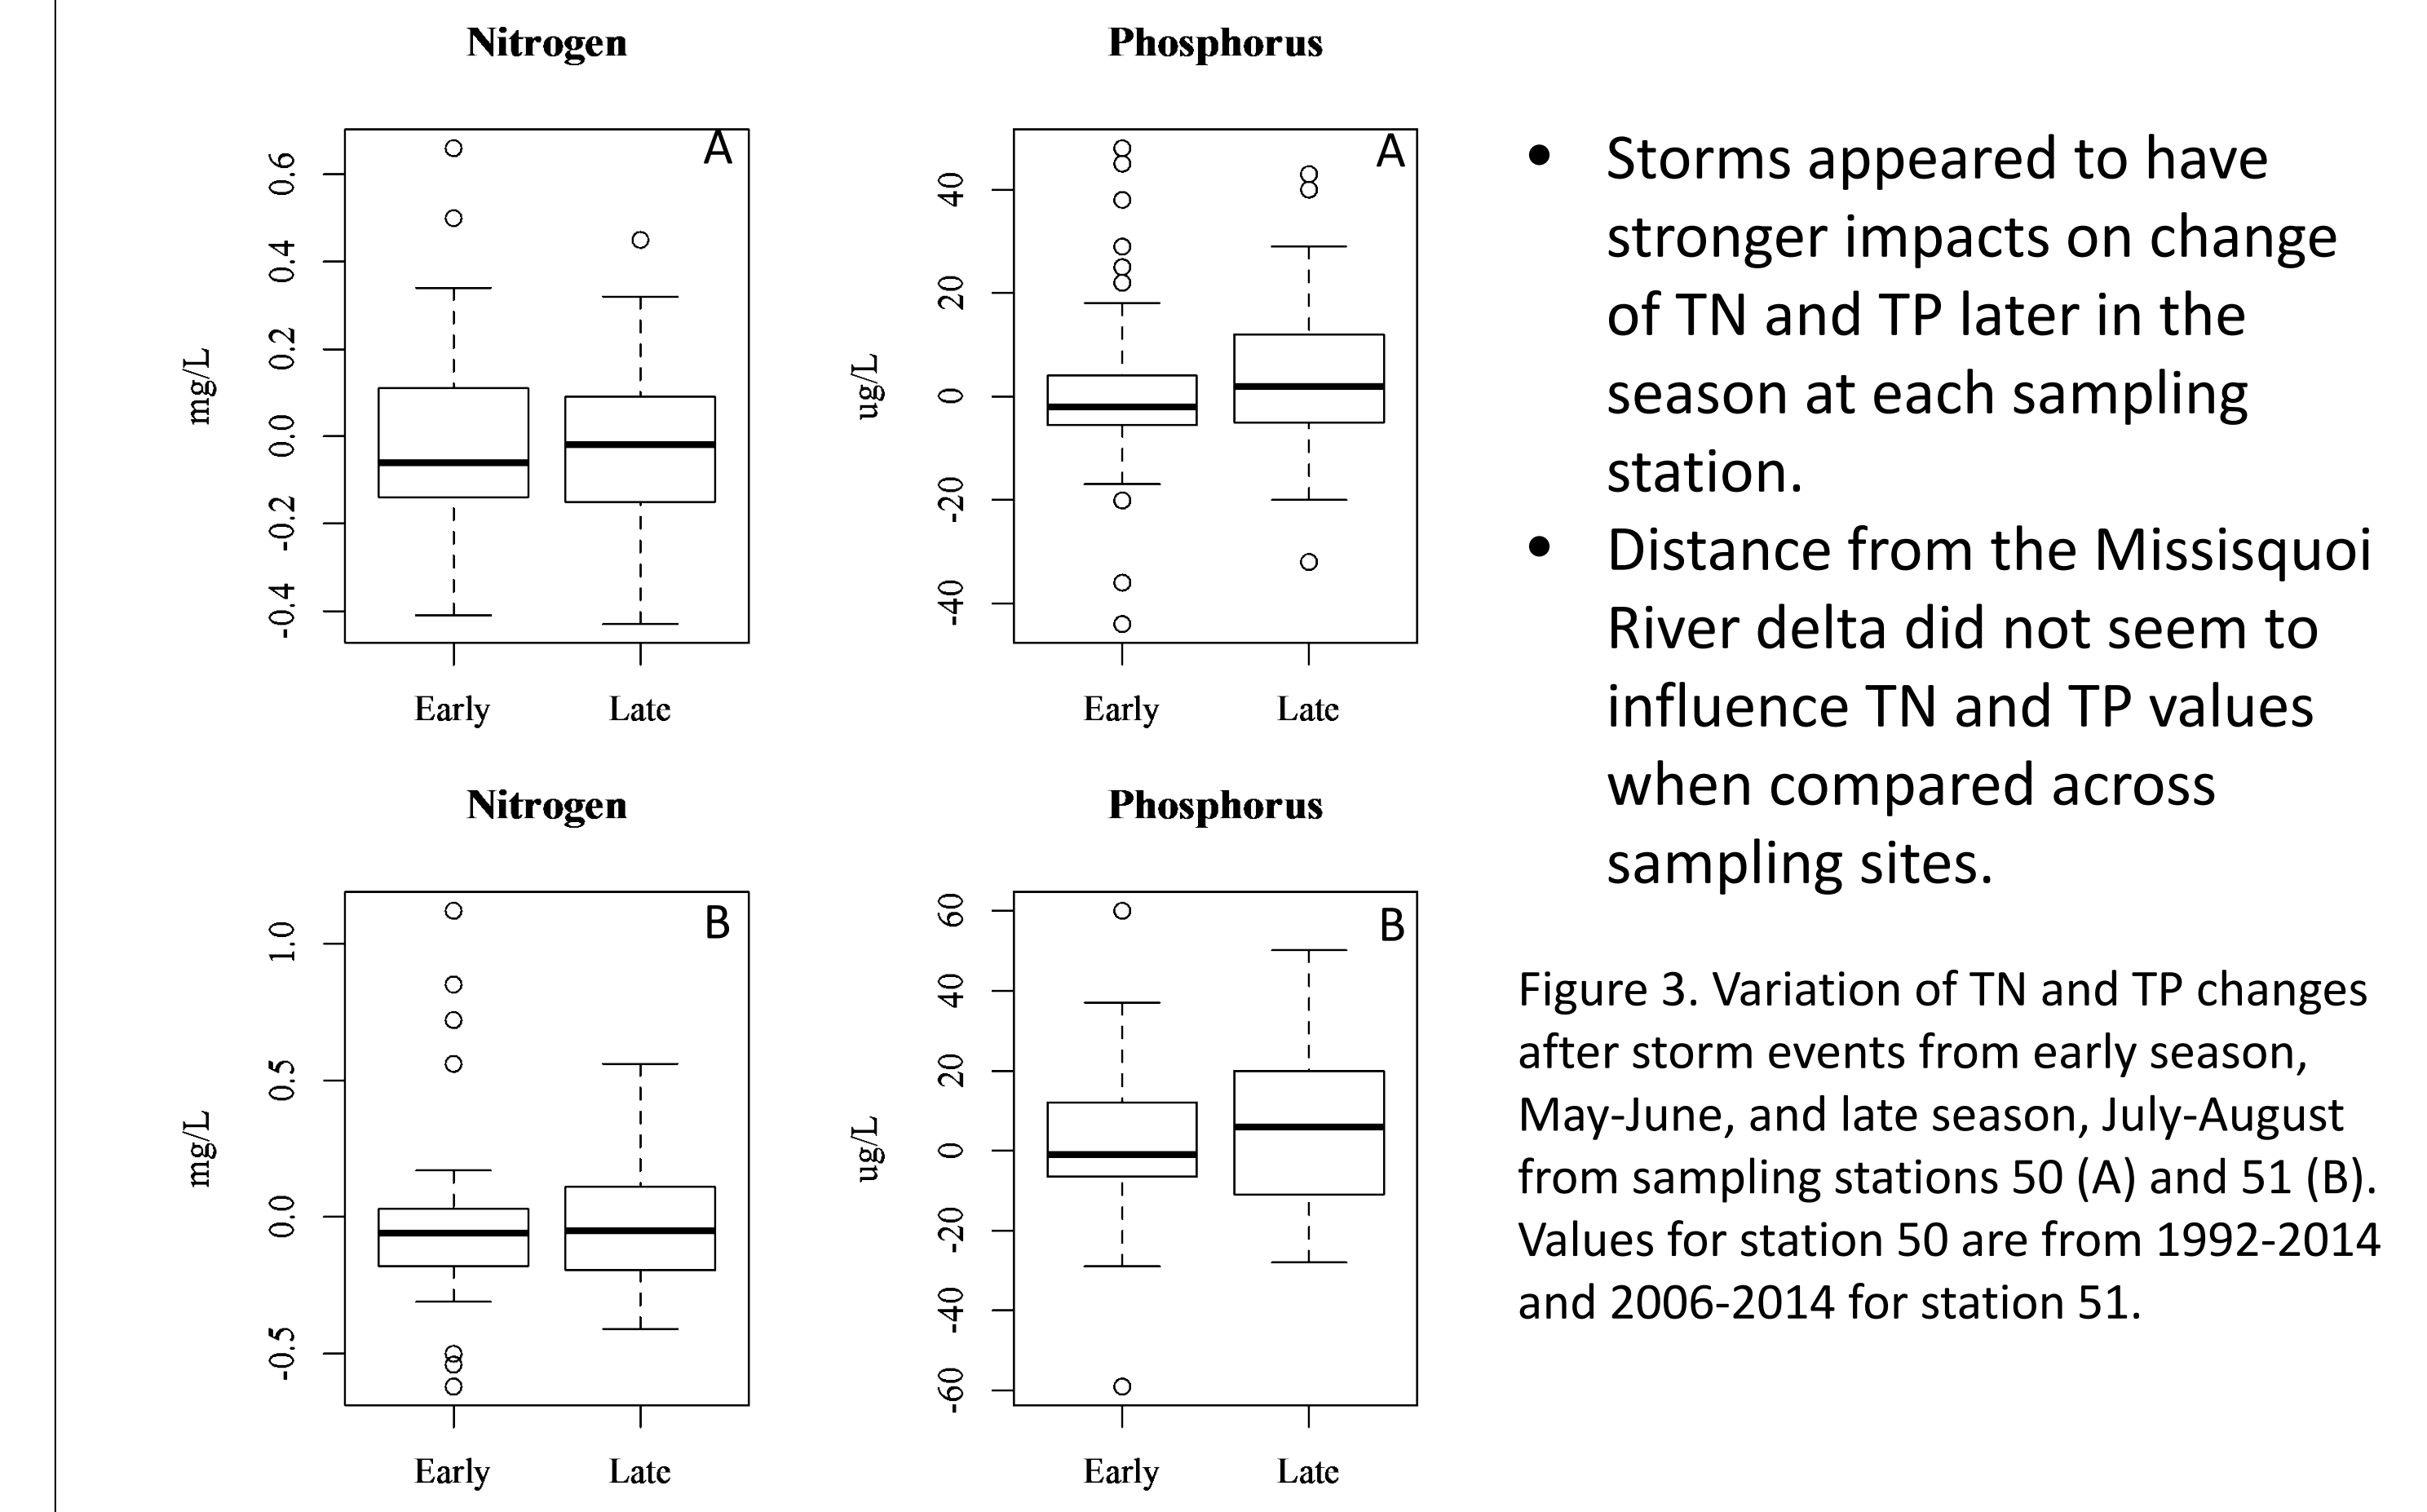 Nitrogen
A
0.6
0.4
0.2
0.0
-0.2
-0.4
mg/L
Early
Late
Phosphorus
A
40
20
0
-20
-40
ug/L
Early
Late
Nitrogen
B
1.0
0.5
0.0
-0.5
mg/L
Early
Late
Phosphorus
B
60
40
20
0
-20
-40
-60
ug/L
Early
Late
• Storms appeared to have
stronger impacts on change
of TN and TP later in the
season at each sampling
station.
• Distance from the Missisquoi
River delta did not seem to
influence TN and TP values
when compared across
sampling sites.
Figure 3. Variation of TN and TP changes
after storm events from early season,
May-June, and late season, July-August
from sampling stations 50 (A) and 51 (B).
Values for station 50 are from 1992-2014
and 2006-2014 for station 51.